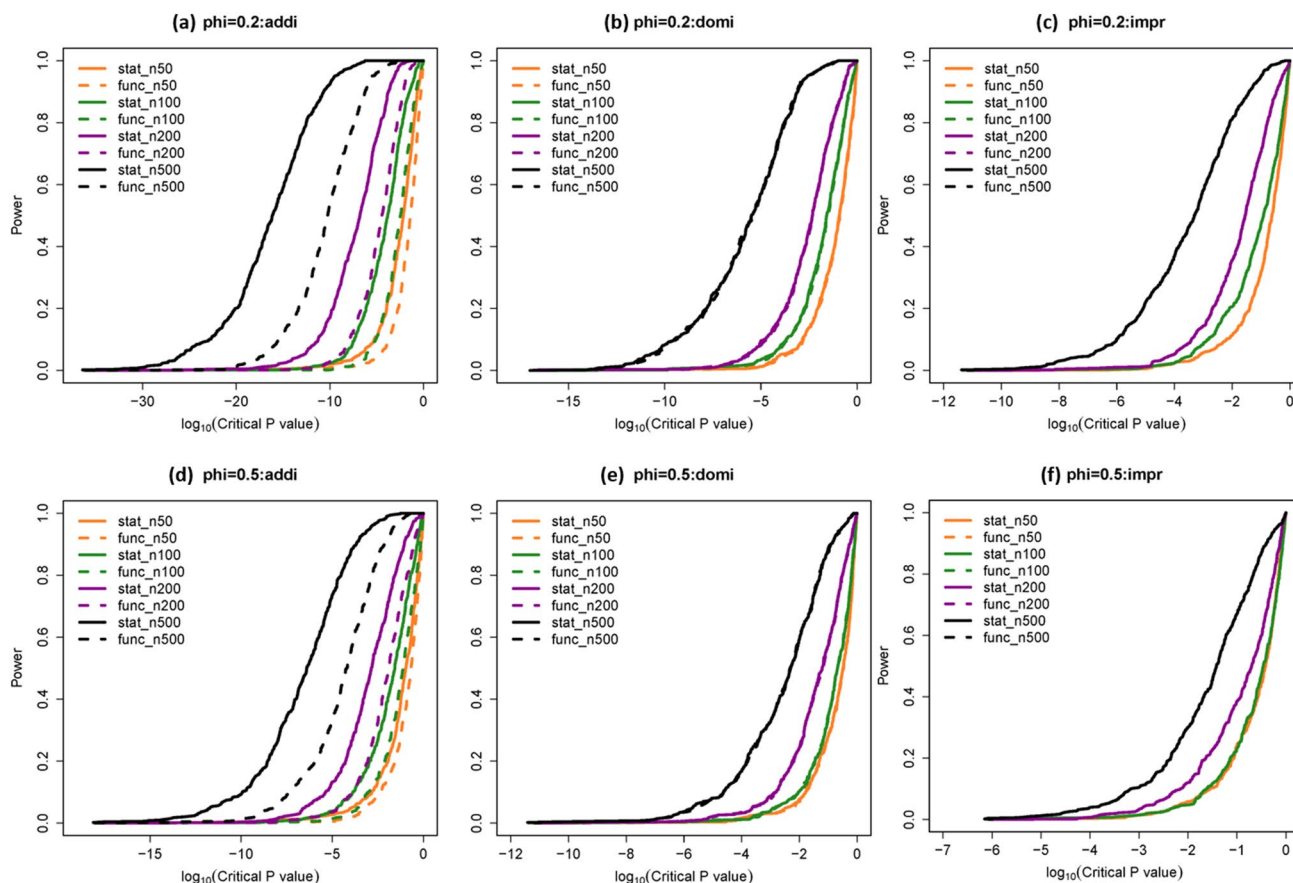 (a) phi=0.2:addi
Power
0.0 0.2 0.4 0.6 0.8 1.0
stat_n50
func_n50
stat_n100
func_n100
stat_n200
func_n200
stat_n500
func_n500
−30 −20 −10 0
log10(Critical P value)
(b) phi=0.2:domi
Power
0.0 0.2 0.4 0.6 0.8 1.0
stat_n50
func_n50
stat_n100
func_n100
stat_n200
func_n200
stat_n500
func_n500
−15 −10 −5 0
log10(Critical P value)
(c) phi=0.2:impr
Power
0.0 0.2 0.4 0.6 0.8 1.0
stat_n50
func_n50
stat_n100
func_n100
stat_n200
func_n200
stat_n500
func_n500
−12 −10 −8 −6 −4 −2 0
log10(Critical P value)
(d) phi=0.5:addi
Power
0.0 0.2 0.4 0.6 0.8 1.0
stat_n50
func_n50
stat_n100
func_n100
stat_n200
func_n200
stat_n500
func_n500
−15 −10 −5 0
log10(Critical P value)
(e) phi=0.5:domi
Power
0.0 0.2 0.4 0.6 0.8 1.0
stat_n50
func_n50
stat_n100
func_n100
stat_n200
func_n200
stat_n500
func_n500
−12 −10 −8 −6 −4 −2 0
log10(Critical P value)
(f) phi=0.5:impr
Power
0.0 0.2 0.4 0.6 0.8 1.0
stat_n50
func_n50
stat_n100
func_n100
stat_n200
func_n200
stat_n500
func_n500
−7 −6 −5 −4 −3 −2 −1 0
log10(Critical P value)